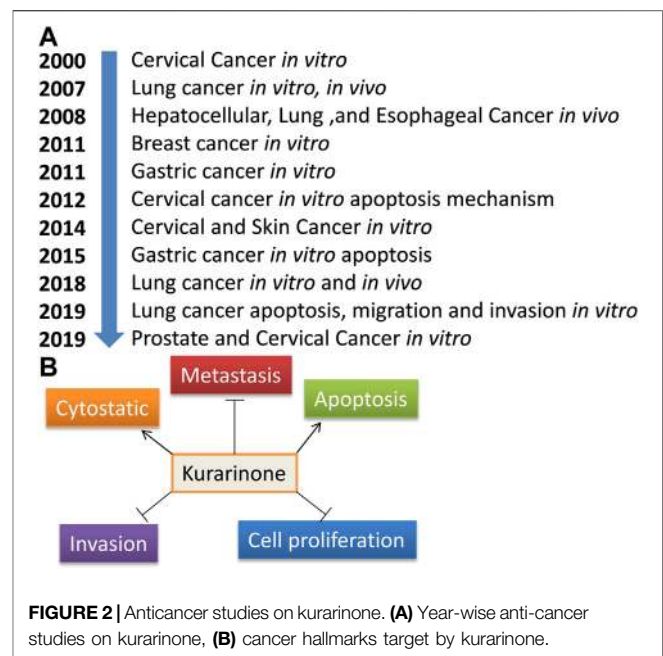 A
2000 Cervical Cancer in vitro
2007 Lung cancer in vitro, in vivo
2008 Hepatocellular, Lung ,and Esophageal Cancer in vivo
2011 Breast cancer in vitro
2011 Gastric cancer in vitro
2012 Cervical cancer in vitro apoptosis mechanism
2014 Cervical and Skin Cancer in vitro
2015 Gastric cancer in vitro apoptosis
2018 Lung cancer in vitro and in vivo
2019 Lung cancer apoptosis, migration and invasion in vitro
2019 Prostate and Cervical Cancer in vitro
B
Metastasis
Cytostatic
Apoptosis
Kurarinone
Invasion
Cell proliferation
FIGURE 2 | Anticancer studies on kurarinone. (A) Year-wise anti-cancer
studies on kurarinone, (B) cancer hallmarks target by kurarinone.